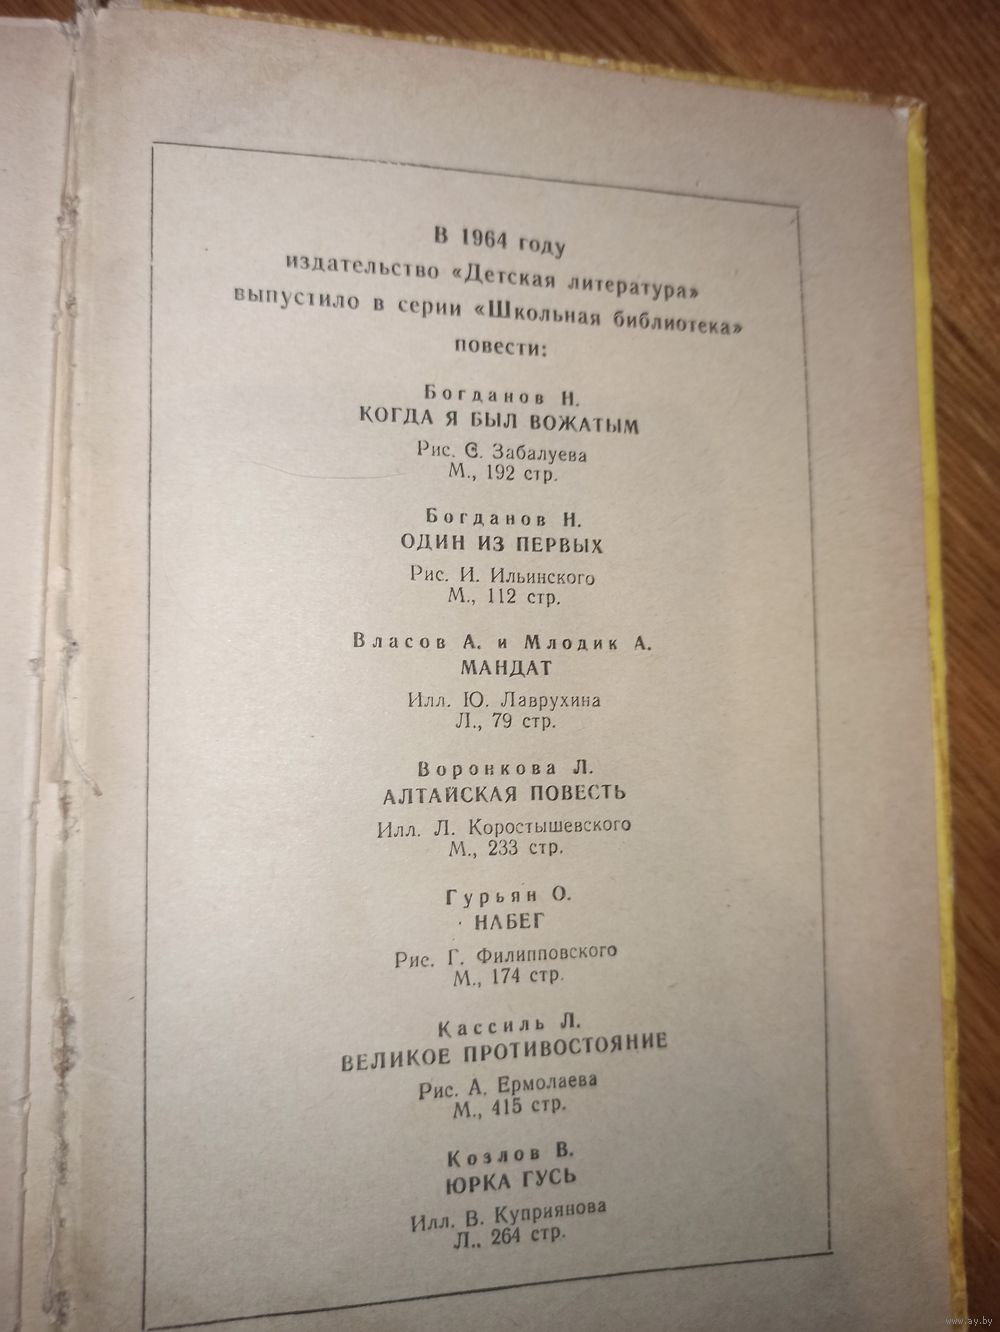 В 1964 году
издательство «Детская литература»
выпустило в серии «Школьная библиотека»
повести:
Богданов Н.
КОГДА Я БЫЛ ВОЖАТЫМ
Рис. С. Забалуева
М., 192 стр.
Богданов Н.
ОДИН ИЗ ПЕРВЫХ
Рис. И. Ильинского
М., 112 стр.
Власов А. и Млодик А.
МАНДАТ
Илл. Ю. Лаврухина
Л., 79 стр.
Воронкова Л.
АЛТАЙСКАЯ ПОВЕСТЬ
Илл. Л. Коростышевского
М., 233 стр.
Гурьян О.
НАБЕГ
Рис. Г. Филипповского
М., 174 стр.
Кассиль Л.
ВЕЛИКОЕ ПРОТИВОСТОЯНИЕ
Рис. А. Ермолаева
М., 415 стр.
Козлов В.
ЮРКА ГУСЬ
Илл. В. Куприянова
Л., 264 стр.
www.ay.by